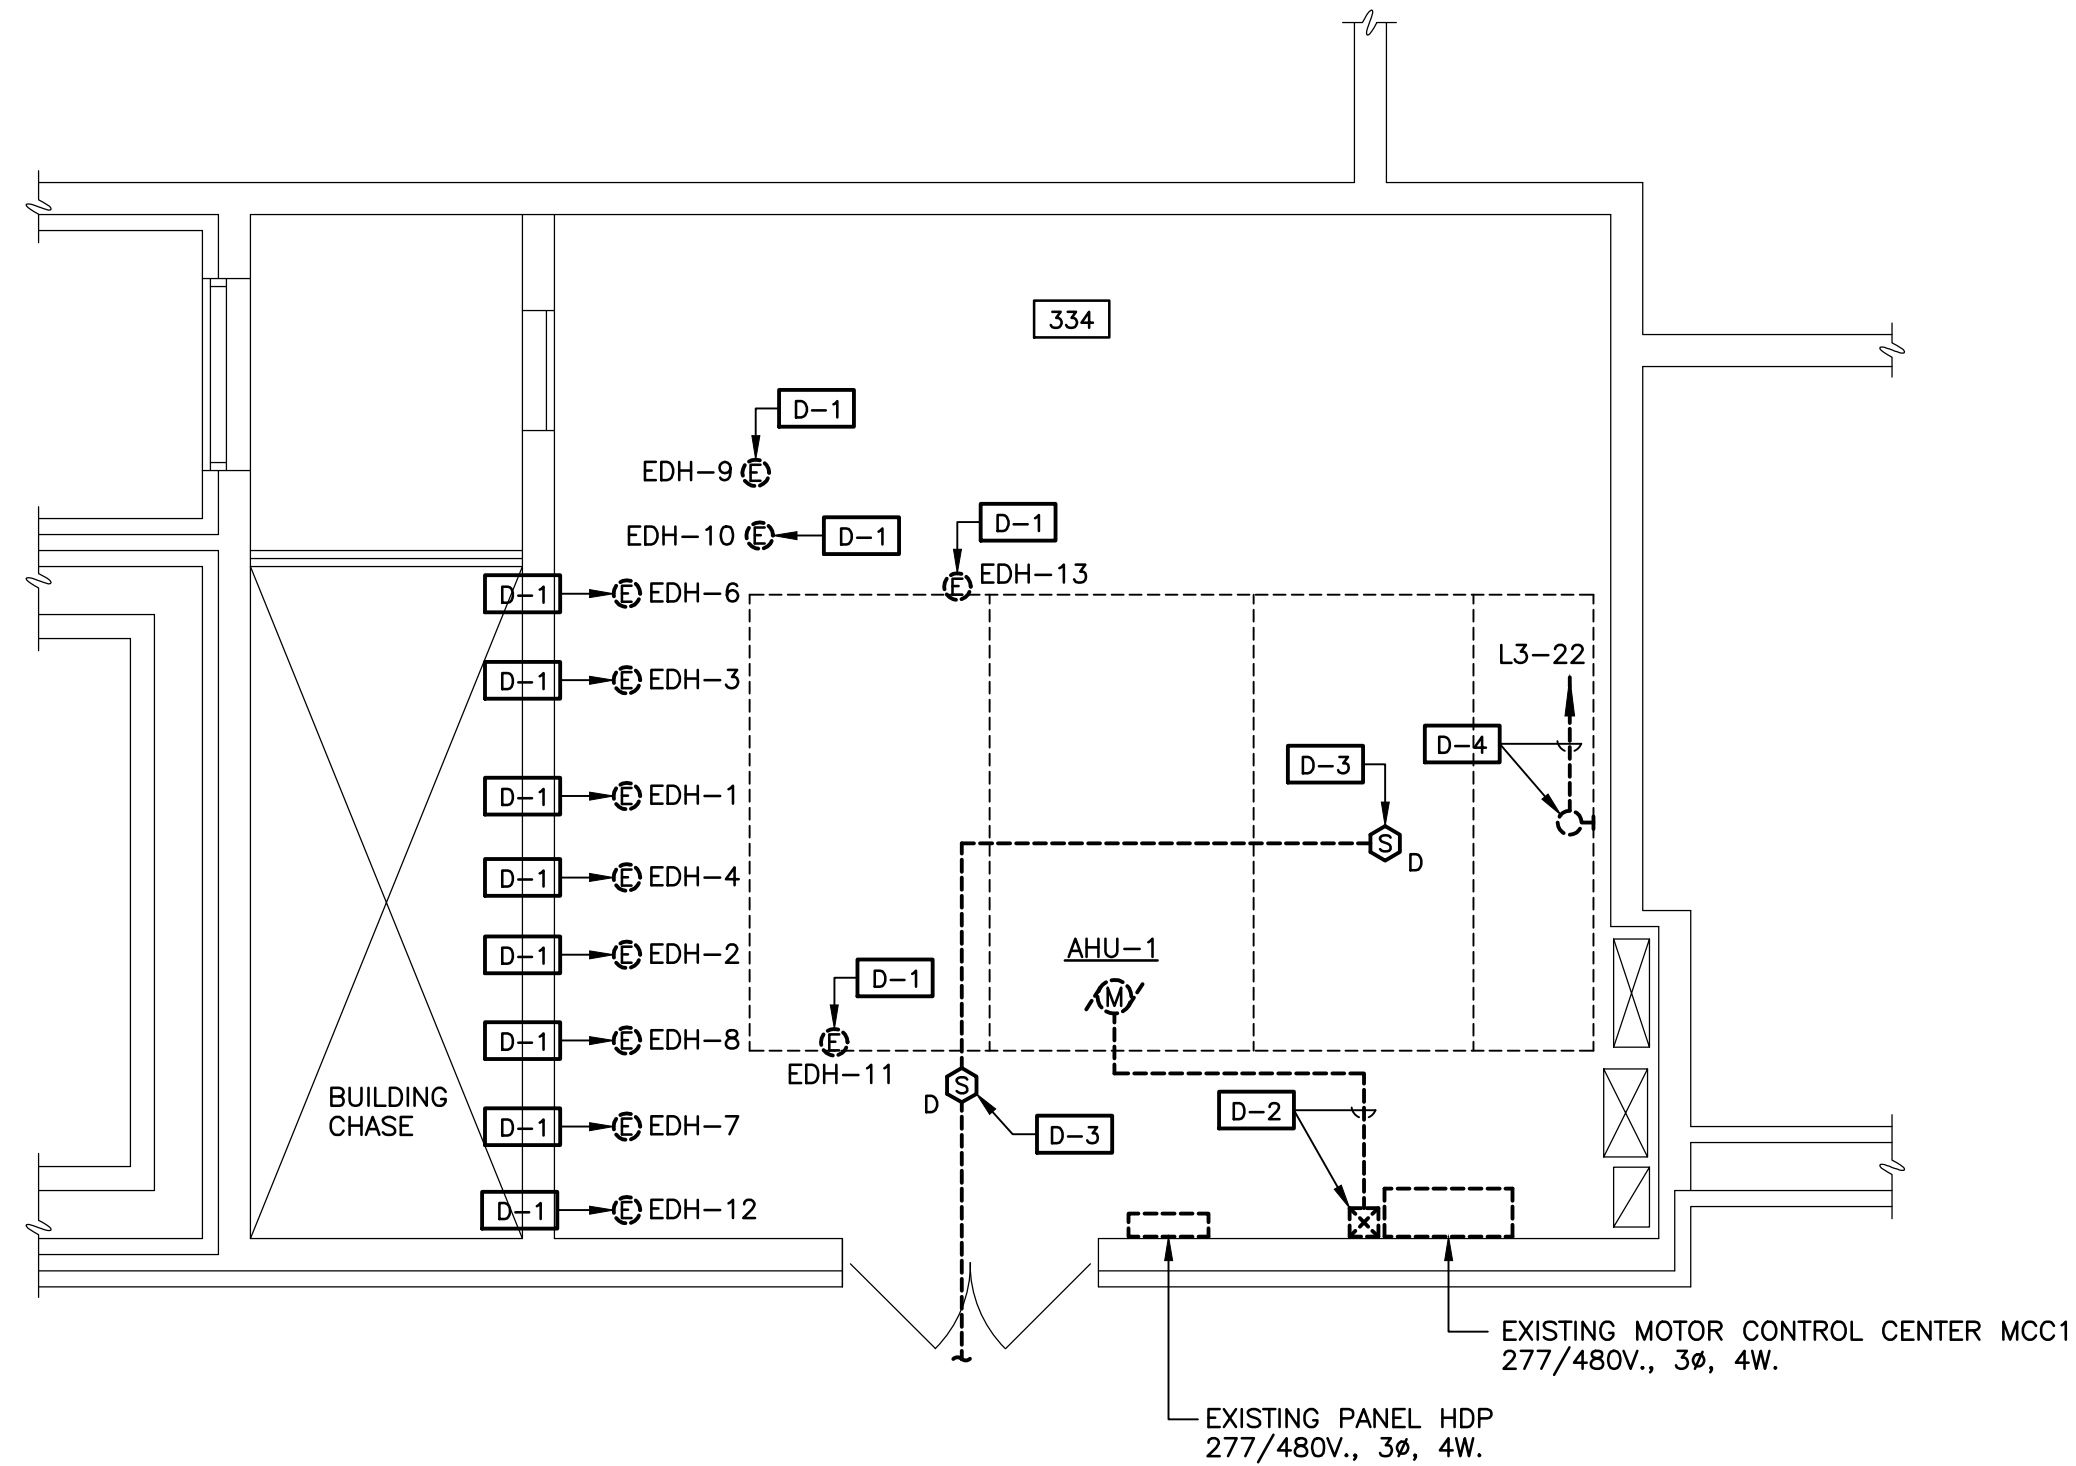 334
D-1
EDH-9 E
EDH-10 E D-1
D-1
E EDH-13
D-1 E EDH-6
D-1 E EDH-3
L3-22
D-4
D-3
D-1 E EDH-1
S
D
D-1 E EDH-4
D-1 E EDH-2
AHU-1
M
D-1
E
EDH-11
D-1 E EDH-8
S
D
D-3
D-2
BUILDING
CHASE
D-1 E EDH-7
D-1 E EDH-12
EXISTING MOTOR CONTROL CENTER MCC1
277/480V., 3ø, 4W.
EXISTING PANEL HDP
277/480V., 3ø, 4W.